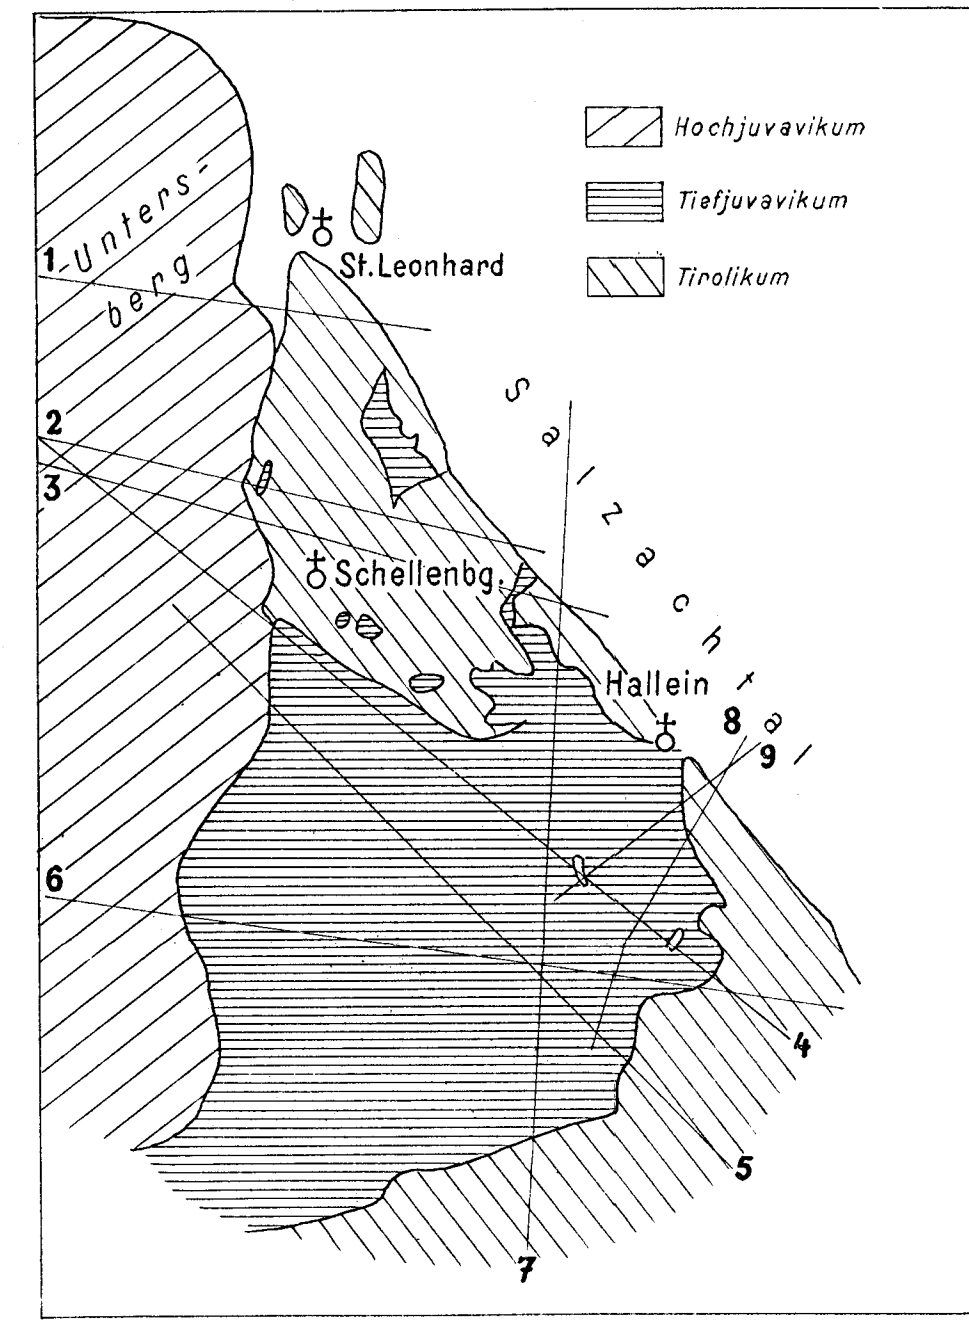 Hochjuvavikum
Tiefjuvavikum
Tirolikum
Unters-
berg
St. Leonhard
Salzachtal
Schellenbg.
Hallein
1
2
3
8
9
6
4
5
7